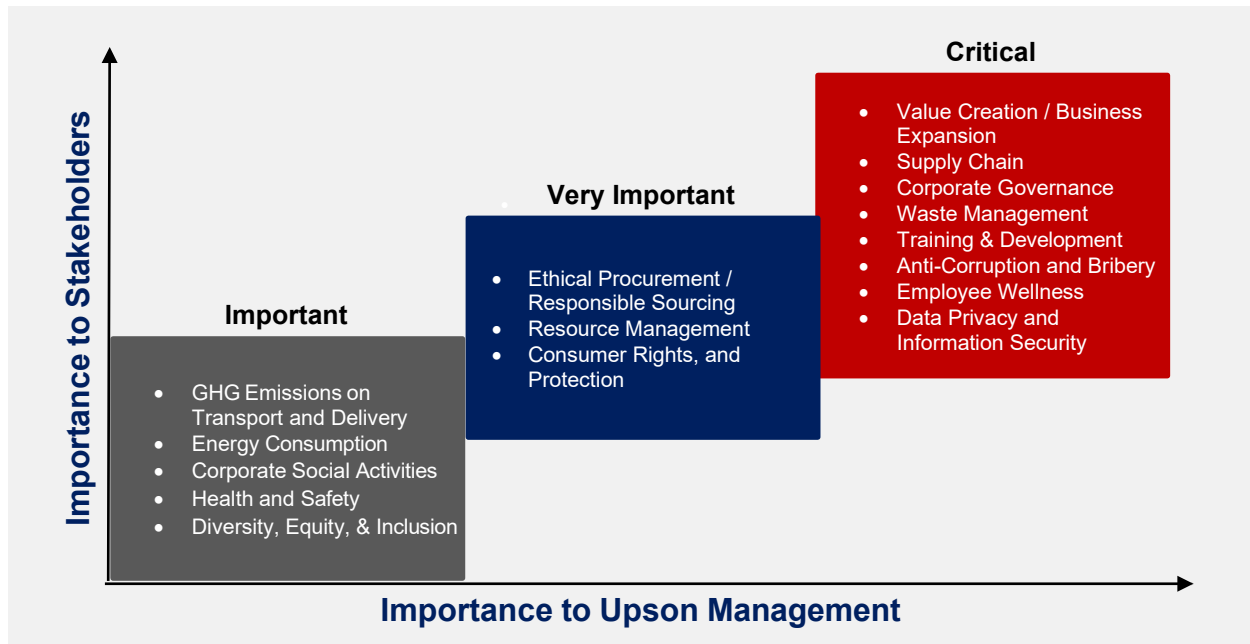 Critical
• Value Creation / Business
Expansion
• Supply Chain
• Corporate Governance
• Waste Management
• Training & Development
• Anti-Corruption and Bribery
• Employee Wellness
• Data Privacy and
Information Security
Very Important
• Ethical Procurement /
Responsible Sourcing
• Resource Management
• Consumer Rights, and
Protection
Important
• GHG Emissions on
Transport and Delivery
• Energy Consumption
• Corporate Social Activities
• Health and Safety
• Diversity, Equity, & Inclusion
Importance to Stakeholders
Importance to Upson Management